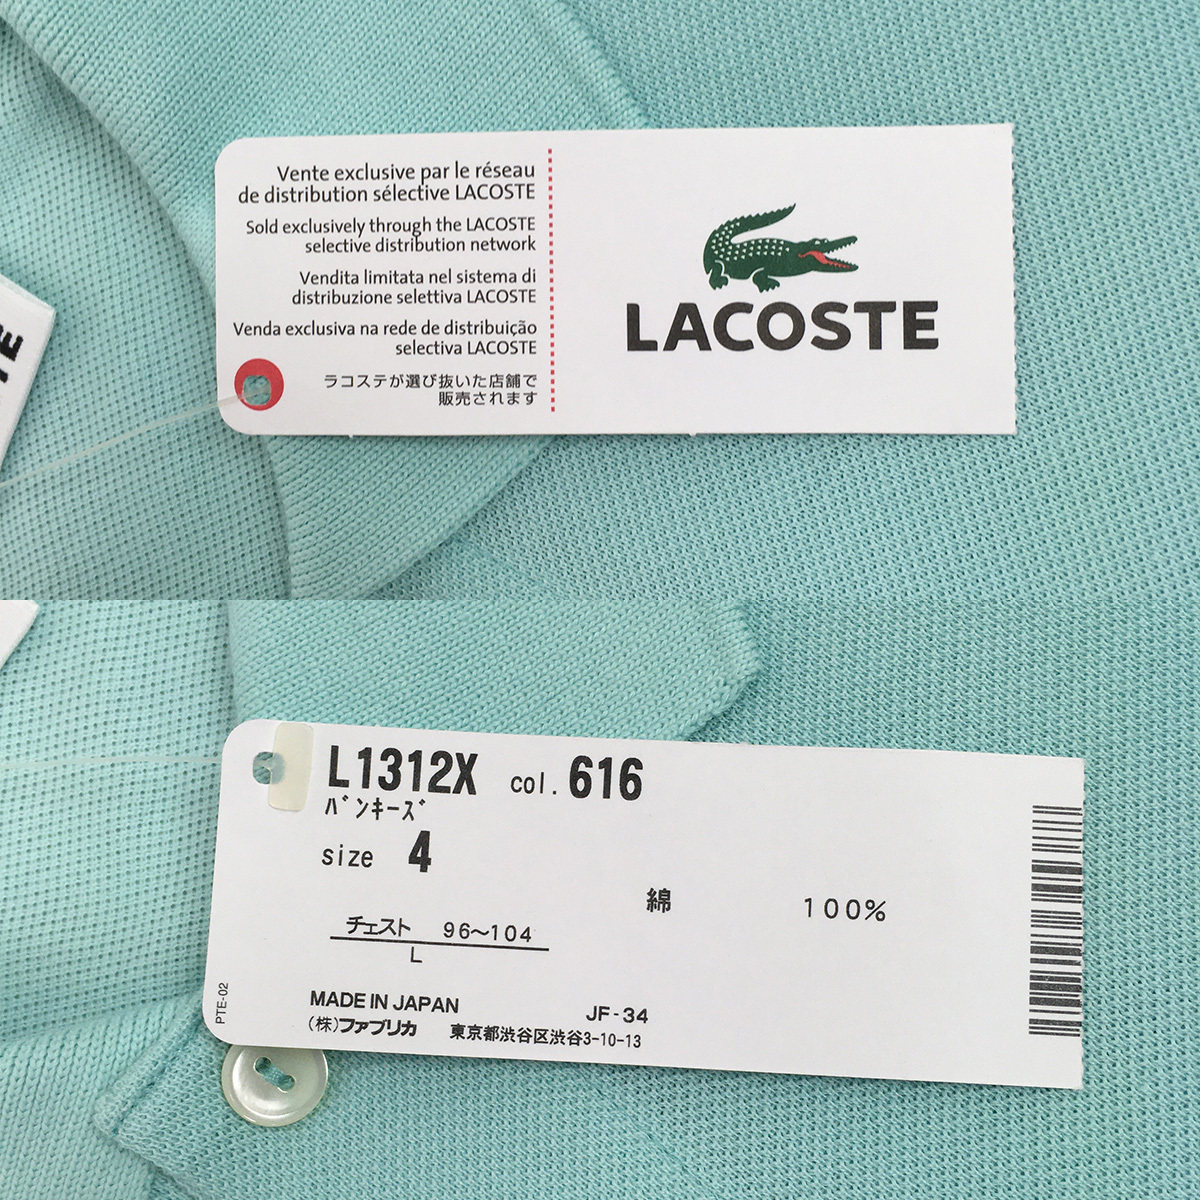 Vente exclusive par le réseau
de distribution sélective LACOSTE
Sold exclusively through the LACOSTE
selective distribution network
Vendita limitata nel sistema di
distribuzione selettiva LACOSTE
Venda exclusiva na rede de distribuição
selectiva LACOSTE
ラコステが選び抜いた店舗で
販売されます
LACOSTE
L1312X col. 616
バンキーズ
size 4
綿 100%
チェスト 96～104
L
MADE IN JAPAN JF-34
(株)ファブリカ 東京都渋谷区渋谷3-10-13
PTE-02